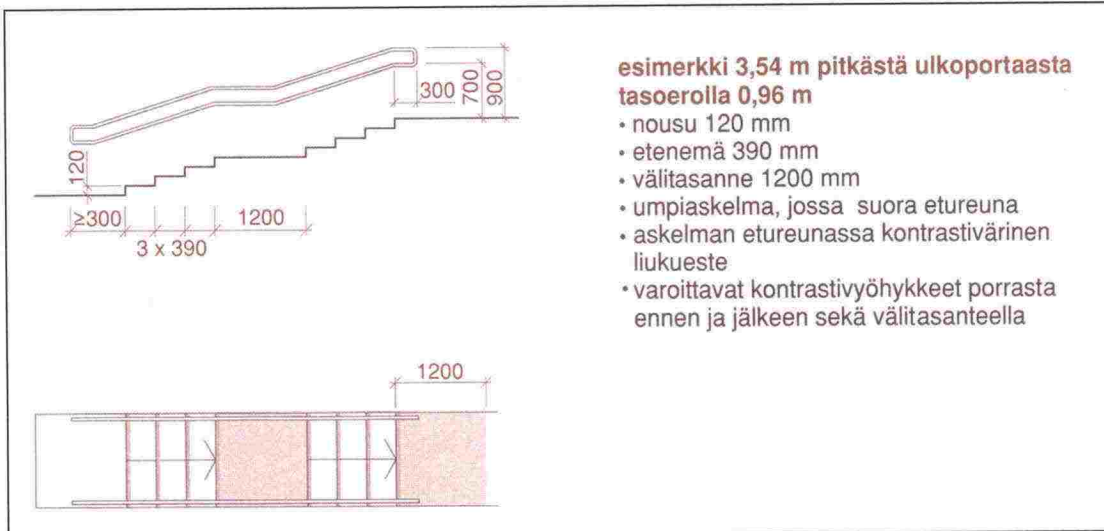 esimerkki 3,54 m pitkästä ulkoportaasta
tasoerolla 0,96 m
• nousu 120 mm
• etenemä 390 mm
• välitasanne 1200 mm
• umpiaskelma, jossa suora etureuna
• askelman etureunassa kontrastivärinen
liukueste
• varoittavat kontrastivyöhykkeet porrasta
ennen ja jälkeen sekä välitasanteella
300
700
900
120
≥300
1200
3 x 390
1200